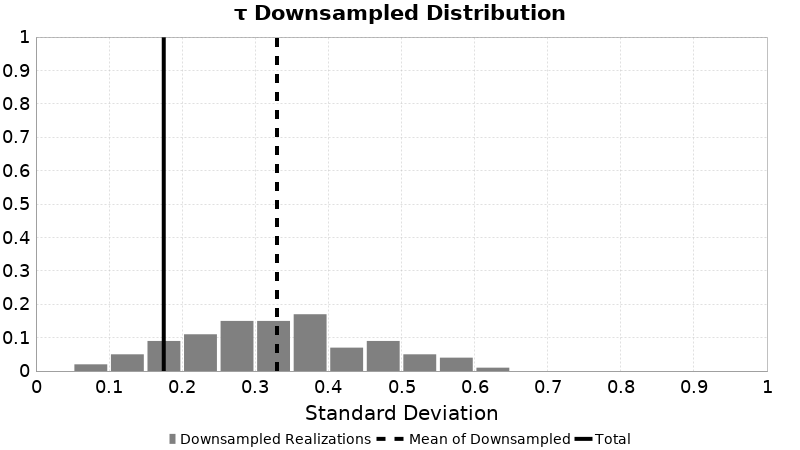 τ Downsampled Distribution
1
0.9
0.8
0.7
0.6
0.5
0.4
0.3
0.2
0.1
0
0 0.1 0.2 0.3 0.4 0.5 0.6 0.7 0.8 0.9 1
Standard Deviation
Downsampled Realizations Mean of Downsampled Total